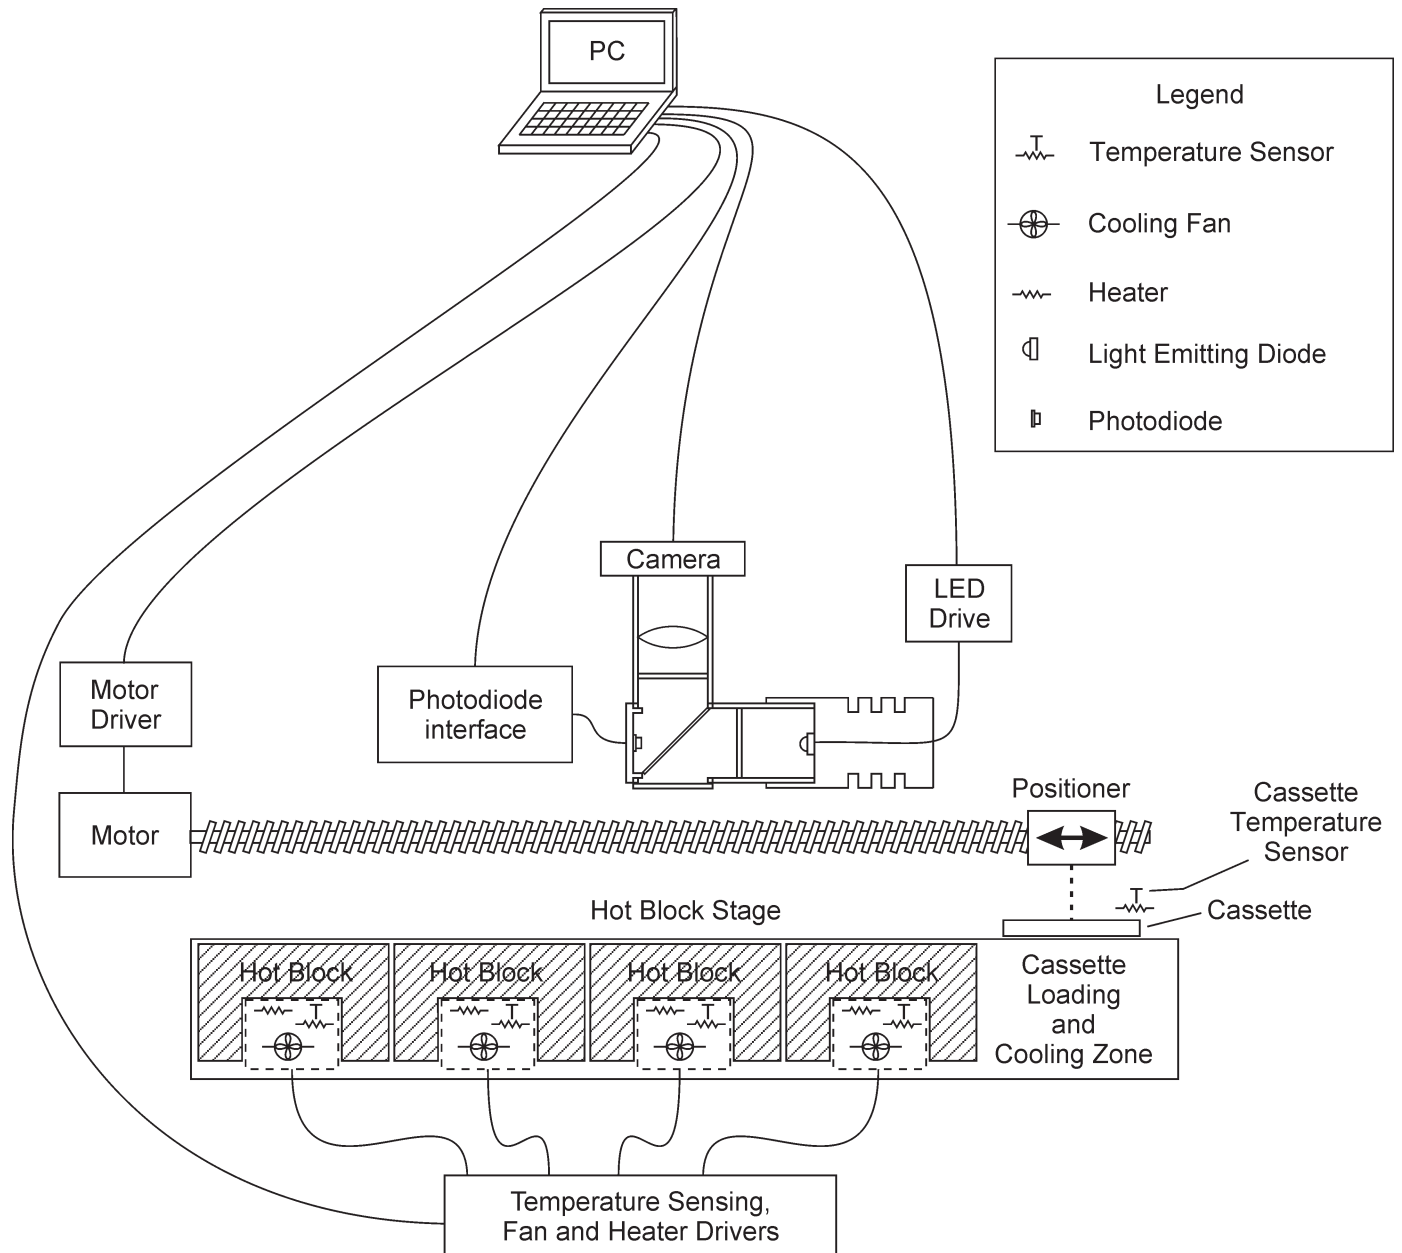 PC
Legend
Temperature Sensor
Cooling Fan
Heater
Light Emitting Diode
Photodiode
Camera
LED
Drive
Motor
Driver
Photodiode
interface
Motor
Positioner
Cassette
Temperature
Sensor
Cassette
Hot Block Stage
Hot Block
Hot Block
Hot Block
Hot Block
Cassette
Loading
and
Cooling Zone
Temperature Sensing,
Fan and Heater Drivers